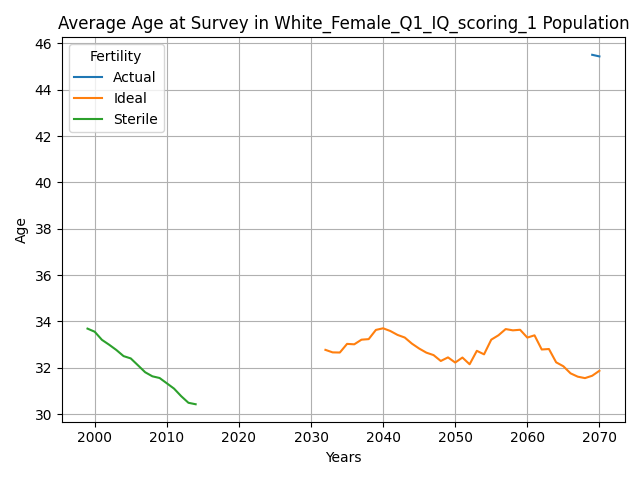 Average Age at Survey in White_Female_Q1_IQ_scoring_1 Population
Fertility
Actual
Ideal
Sterile
Age
46
44
42
40
38
36
34
32
30
2000 2010 2020 2030 2040 2050 2060 2070
Years